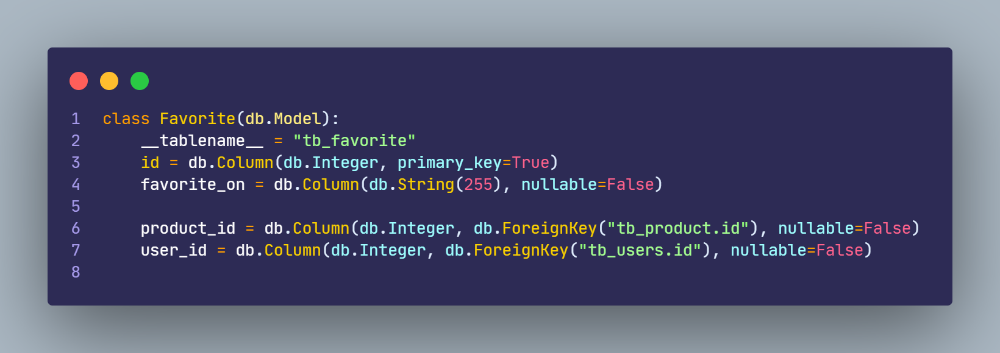 1 class Favorite(db.Model):
2     __tablename__ = "tb_favorite"
3     id = db.Column(db.Integer, primary_key=True)
4     favorite_on = db.Column(db.String(255), nullable=False)
5
6     product_id = db.Column(db.Integer, db.ForeignKey("tb_product.id"), nullable=False)
7     user_id = db.Column(db.Integer, db.ForeignKey("tb_users.id"), nullable=False)
8